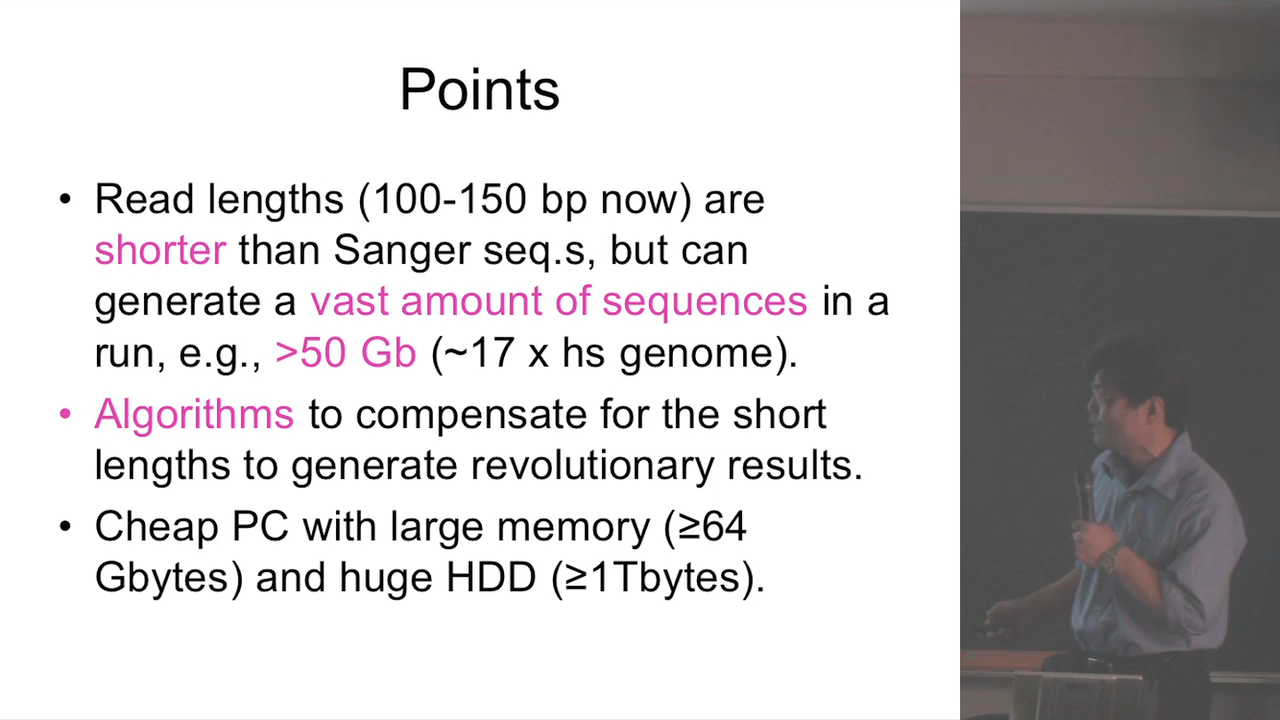 Points
• Read lengths (100-150 bp now) are
shorter than Sanger seq.s, but can
generate a vast amount of sequences in a
run, e.g., >50 Gb (~17 x hs genome).
• Algorithms to compensate for the short
lengths to generate revolutionary results.
• Cheap PC with large memory (≥64
Gbytes) and huge HDD (≥1Tbytes).